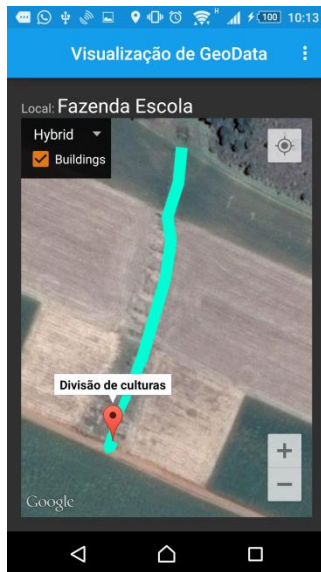 H 100 10:13
Visualização de GeoData
Local: Fazenda Escola
Hybrid
Buildings
Divisão de culturas
+
−
Google